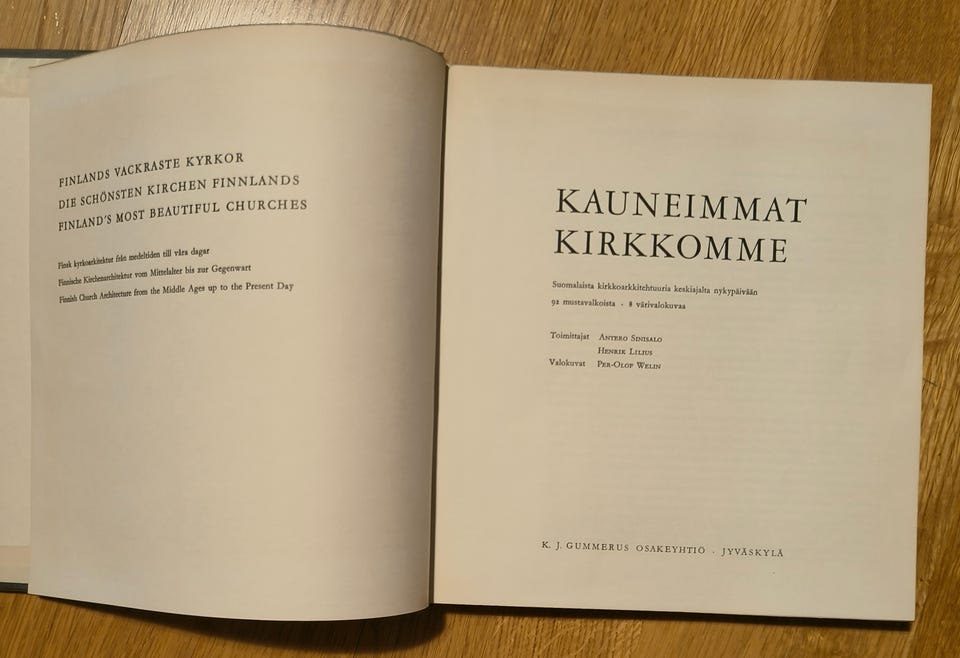 FINLANDS VACKRASTE KYRKOR
DIE SCHÖNSTEN KIRCHEN FINNLANDS
FINLAND'S MOST BEAUTIFUL CHURCHES
Finsk kyrkoarkitektur från medeltiden till våra dagar
Finnische Kirchenarchitektur vom Mittelalter bis zur Gegenwart
Finnish Church Architecture from the Middle Ages up to the Present Day
KAUNEIMMAT
KIRKKOMME
Suomalaista kirkkoarkkitehtuuria keskiajalta nykypäivään
92 mustavalkoista · 8 värivalokuvaa
Toimittajat ANTERO SINISALO
HENRIK LILIUS
Valokuvat PER-OLOF WELIN
K. J. GUMMERUS OSAKEYHTIÖ · JYVÄSKYLÄ